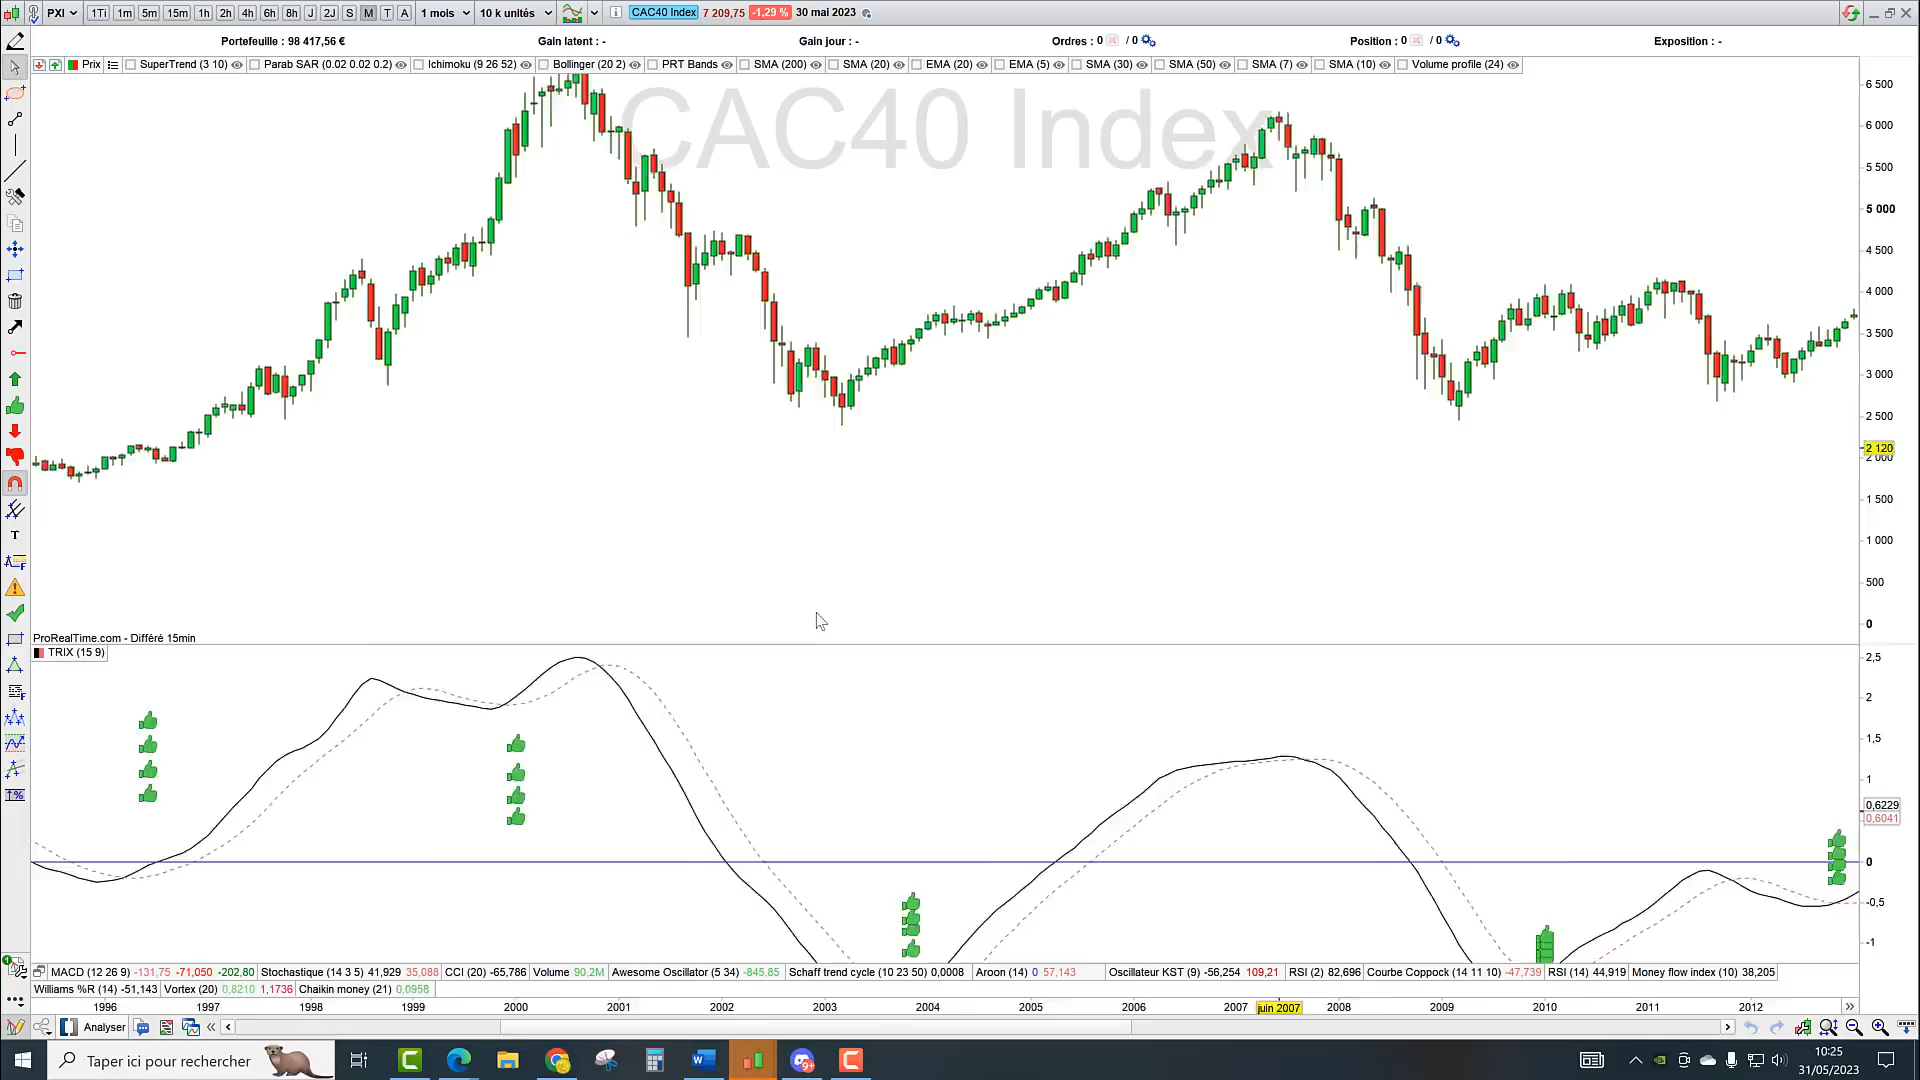 PXI 1Ti 1m 5m 15m 1h 2h 4h 6h 8h J 2J S M T A 1 mois 10 k unités CAC40 Index 7 209,75 -1,29 % 30 mai 2023
Portefeuille : 98 417,56 € Gain latent : - Gain jour : - Ordres : 0 / 0 Position : 0 / 0 Exposition : -
Prix SuperTrend (3 10) Parab SAR (0.02 0.02 0.2) Ichimoku (9 26 52) Bollinger (20 2) PRT Bands SMA (200) SMA (20) EMA (20) EMA (5) SMA (30) SMA (50) SMA (7) SMA (10) Volume profile (24)
CAC40 Index
6 500
6 000
5 500
5 000
4 500
4 000
3 500
3 000
2 500
2 120
2 000
1 500
1 000
500
0
ProRealTime.com - Différé 15min
TRIX (15 9)
2,5
2
1,5
1
0,6229
0,6041
0
-0,5
-1
MACD (12 26 9) -131,75 -71,050 -202,80 Stochastique (14 3 5) 41,929 35,088 CCI (20) -65,786 Volume 90,2M Awesome Oscillator (5 34) -845,85 Schaff trend cycle (10 23 50) 0,0008 Aroon (14) 0 57,143 Oscillateur KST (9) -56,254 109,21 RSI (2) 82,696 Courbe Coppock (14 11 10) -47,739 RSI (14) 44,919 Money flow index (10) 38,205
Williams %R (14) -51,143 Vortex (20) 0,8210 1,1736 Chaikin money (21) 0,0958
1996 1997 1998 1999 2000 2001 2002 2003 2004 2005 2006 2007 juin 2007 2008 2009 2010 2011 2012
Analyser
Taper ici pour rechercher
10:25
31/05/2023